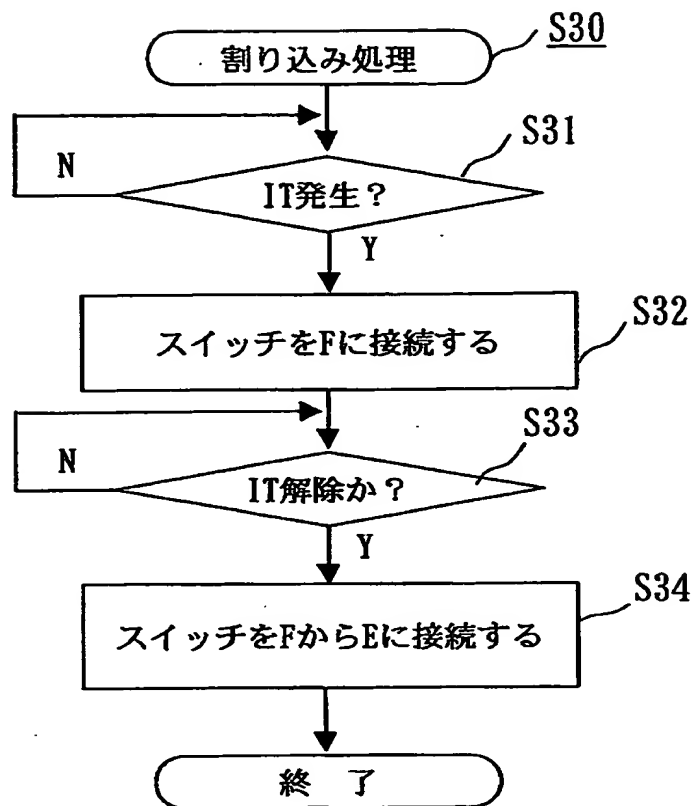 割り込み処理
S30
S31
N
IT発生？
Y
S32
スイッチをFに接続する
S33
N
IT解除か？
Y
S34
スイッチをFからEに接続する
終 了